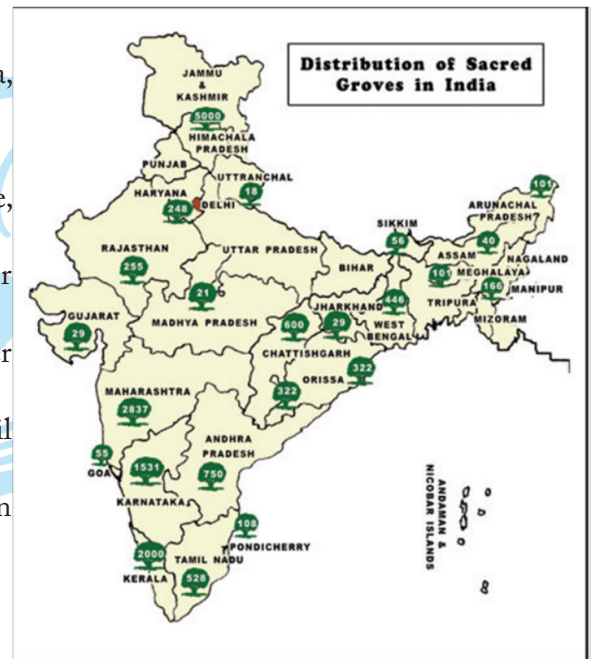 Distribution of Sacred
Groves in India
JAMMU
&
KASHMIR
5000
HIMACHALA
PRADESH
PUNJAB
UTTRANCHAL
18
HARYANA
248
DELHI
101
ARUNACHAL
PRADESH?
SIKKIM
56
40
ASSAM
NAGALAND
RAJASTHAN
255
UTTAR PRADESH
BIHAR
101
MEGHALAYA
166
MANIPUR
21
MADHYA PRADESH
GUJARAT
29
JHARKHAND
600
29
446
WEST
BENGAL
TRIPURA
MIZORAM
CHATTISHGARH
322
ORISSA
322
MAHARASHTRA
2837
ANDHRA
PRADESH
750
55
GOA
1531
KARNATAKA
108
PONDICHERRY
2000
KERALA
TAMIL NADU
528
ANDAMAN &
NICOBAR ISLANDS
a,
e,
r
er
il
n